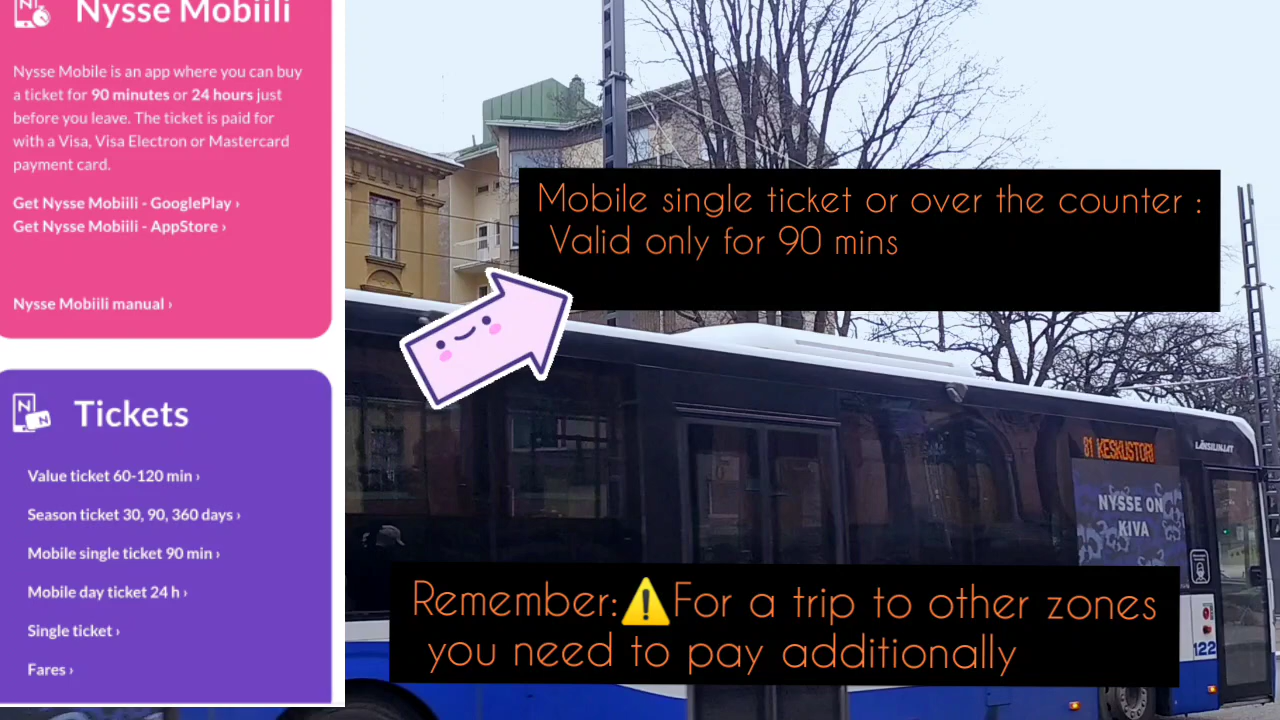 Nysse Mobiili
Nysse Mobile is an app where you can buy
a ticket for 90 minutes or 24 hours just
before you leave. The ticket is paid for
with a Visa, Visa Electron or Mastercard
payment card.
Get Nysse Mobiili - GooglePlay ›
Get Nysse Mobiili - AppStore ›
Nysse Mobiili manual ›
Tickets
Value ticket 60-120 min ›
Season ticket 30, 90, 360 days ›
Mobile single ticket 90 min ›
Mobile day ticket 24 h ›
Single ticket ›
Fares ›
Mobile single ticket or over the counter :
Valid only for 90 mins
81 KESKUSTORI
LÄNSILINJAT
NYSSE ON
KIVA
122
Remember:⚠️For a trip to other zones
you need to pay additionally